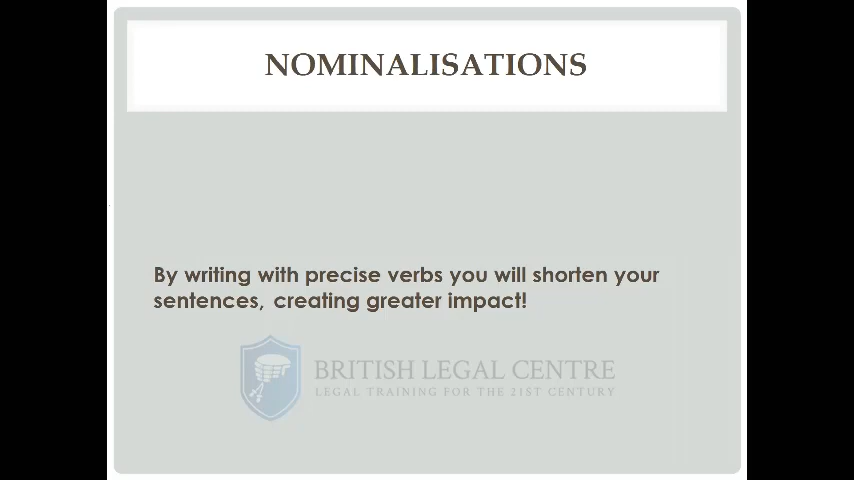 NOMINALISATIONS
By writing with precise verbs you will shorten your
sentences, creating greater impact!
BRITISH LEGAL CENTRE
LEGAL TRAINING FOR THE 21ST CENTURY